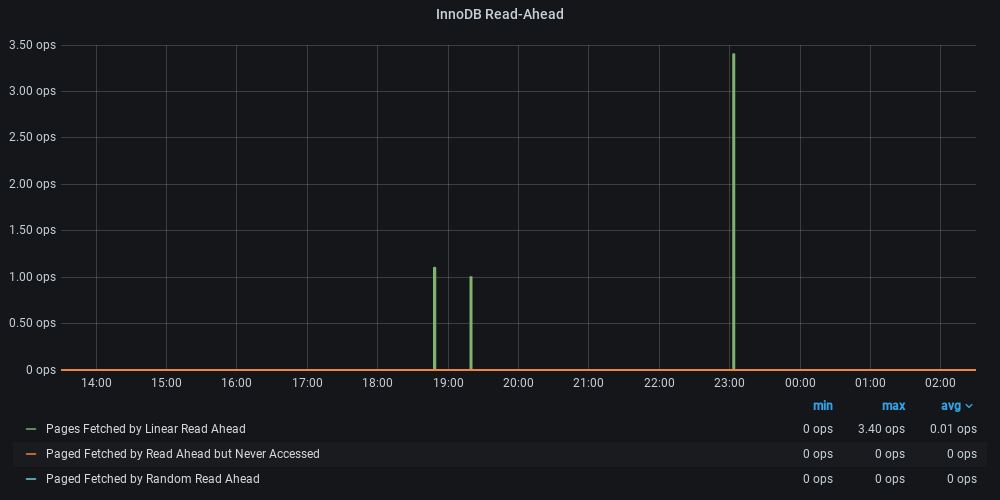 InnoDB Read-Ahead
3.50 ops
3.00 ops
2.50 ops
2.00 ops
1.50 ops
1.00 ops
0.50 ops
0 ops
14:00 15:00 16:00 17:00 18:00 19:00 20:00 21:00 22:00 23:00 00:00 01:00 02:00
min max avg
Pages Fetched by Linear Read Ahead 0 ops 3.40 ops 0.01 ops
Paged Fetched by Read Ahead but Never Accessed 0 ops 0 ops 0 ops
Paged Fetched by Random Read Ahead 0 ops 0 ops 0 ops